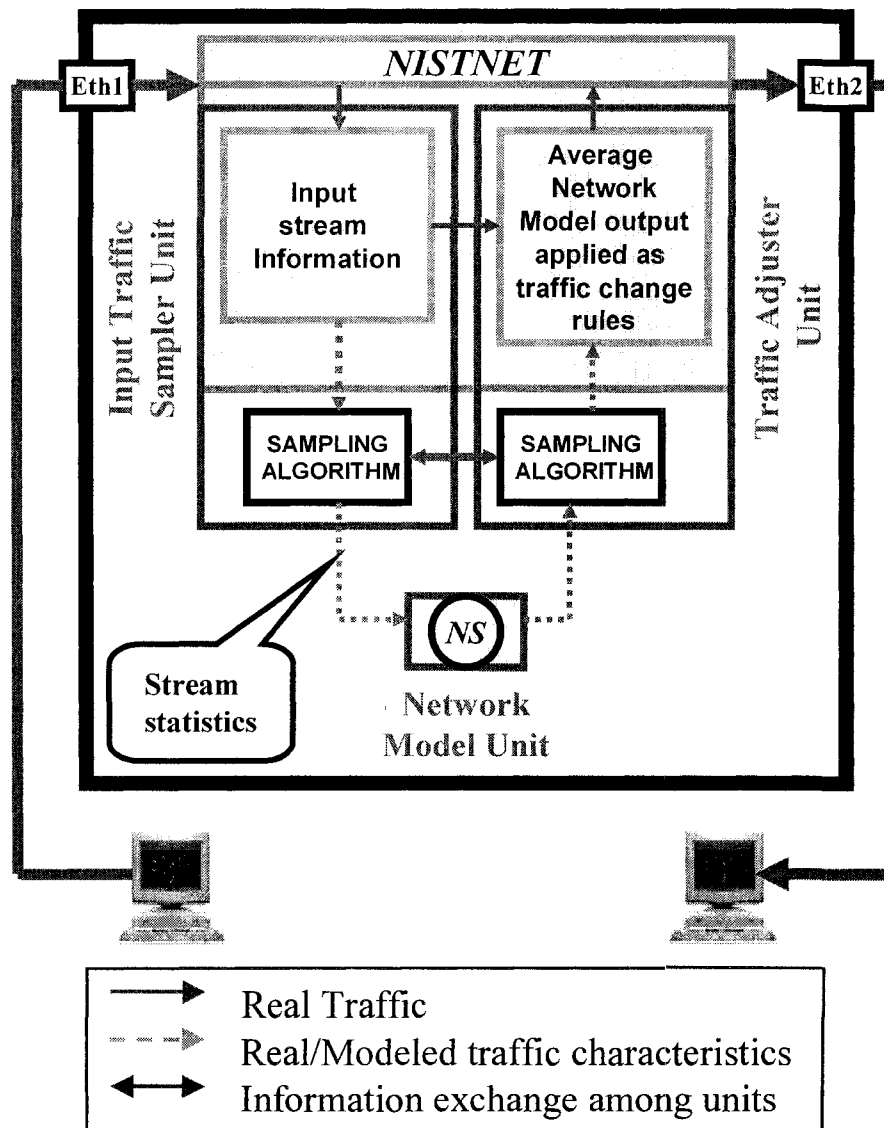 NISTNET
Eth1
Eth2
Input
stream
Information
Average
Network
Model output
applied as
traffic change
rules
Input Traffic
Sampler Unit
Traffic Adjuster
Unit
SAMPLING
ALGORITHM
SAMPLING
ALGORITHM
NS
Stream
statistics
Network
Model Unit
Real Traffic
Real/Modeled traffic characteristics
Information exchange among units